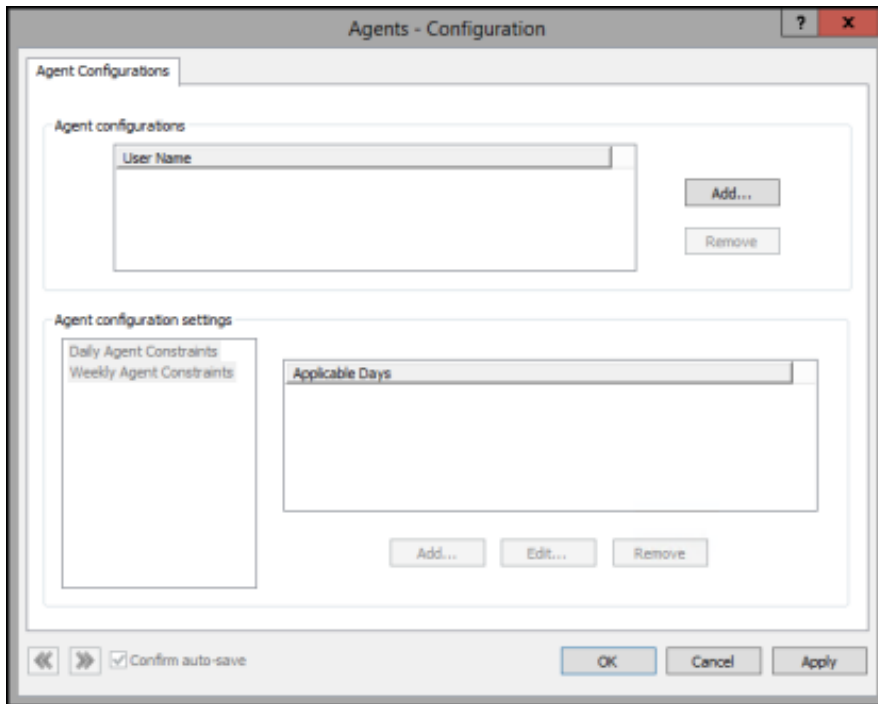 Agents - Configuration
? x
Agent Configurations
Agent configurations
User Name
Add...
Remove
Agent configuration settings
Daily Agent Constraints
Weekly Agent Constraints
Applicable Days
Add... Edit... Remove
Confirm auto-save OK Cancel Apply